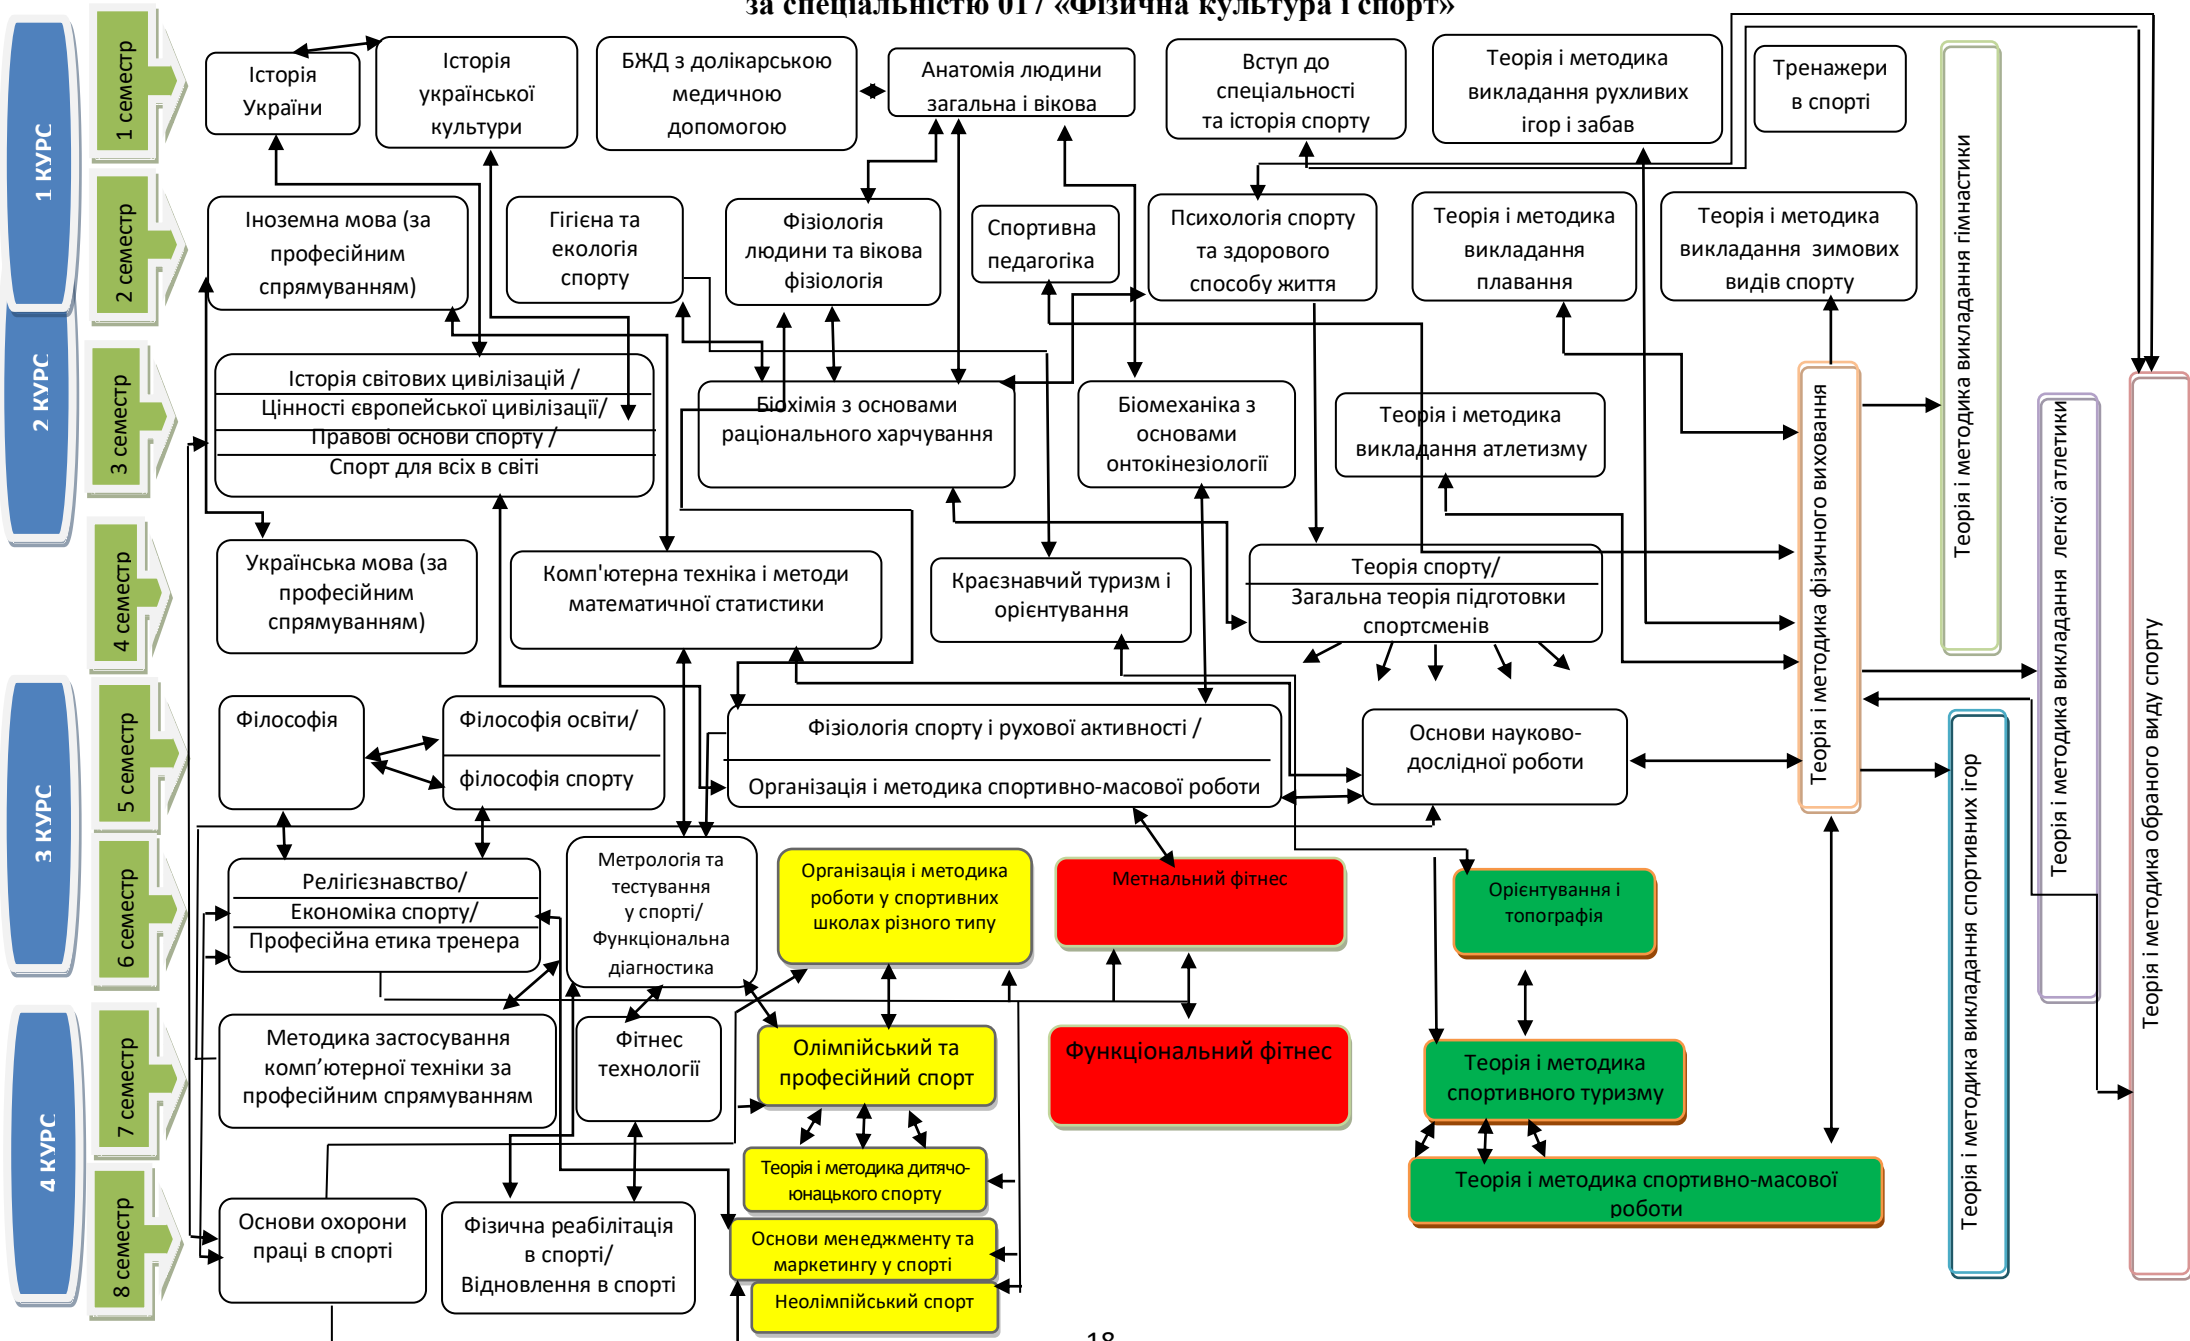 за спеціальністю 017 «Фізична культура і спорт»
1 КУРС
2 КУРС
3 КУРС
4 КУРС
1 семестр
2 семестр
3 семестр
4 семестр
5 семестр
6 семестр
7 семестр
8 семестр
Історія
України
Історія
української
культури
БЖД з долікарською
медичною
допомогою
Анатомія людини
загальна і вікова
Вступ до
спеціальності
та історія спорту
Теорія і методика
викладання рухливих
ігор і забав
Тренажери
в спорті
Іноземна мова (за
професійним
спрямуванням)
Гігієна та
екологія
спорту
Фізіологія
людини та вікова
фізіологія
Спортивна
педагогіка
Психологія спорту
та здорового
способу життя
Теорія і методика
викладання
плавання
Теорія і методика
викладання зимових
видів спорту
Історія світових цивілізацій /
Цінності європейської цивілізації/
Правові основи спорту /
Спорт для всіх в світі
Біохімія з основами
раціонального харчування
Біомеханіка з
основами
онтокінезіології
Теорія і методика
викладання атлетизму
Українська мова (за
професійним
спрямуванням)
Комп'ютерна техніка і методи
математичної статистики
Краєзнавчий туризм і
орієнтування
Теорія спорту/
Загальна теорія підготовки
спортсменів
Філософія
Філософія освіти/
філософія спорту
Фізіологія спорту і рухової активності /
Організація і методика спортивно-масової роботи
Основи науково-
дослідної роботи
Релігієзнавство/
Економіка спорту/
Професійна етика тренера
Метрологія та
тестування
у спорті/
Функціональна
діагностика
Організація і методика
роботи у спортивних
школах різного типу
Метнальний фітнес
Орієнтування і
топографія
Методика застосування
комп’ютерної техніки за
професійним спрямуванням
Фітнес
технології
Олімпійський та
професійний спорт
Функціональний фітнес
Теорія і методика
спортивного туризму
Теорія і методика дитячо-
юнацького спорту
Теорія і методика спортивно-масової
роботи
Основи охорони
праці в спорті
Фізична реабілітація
в спорті/
Відновлення в спорті
Основи менеджменту та
маркетингу у спорті
Неолімпійський спорт
Теорія і методика фізичного виховання
Теорія і методика викладання гімнастики
Теорія і методика викладання спортивних ігор
Теорія і методика викладання легкої атлетики
Теорія і методика обраного виду спорту
18